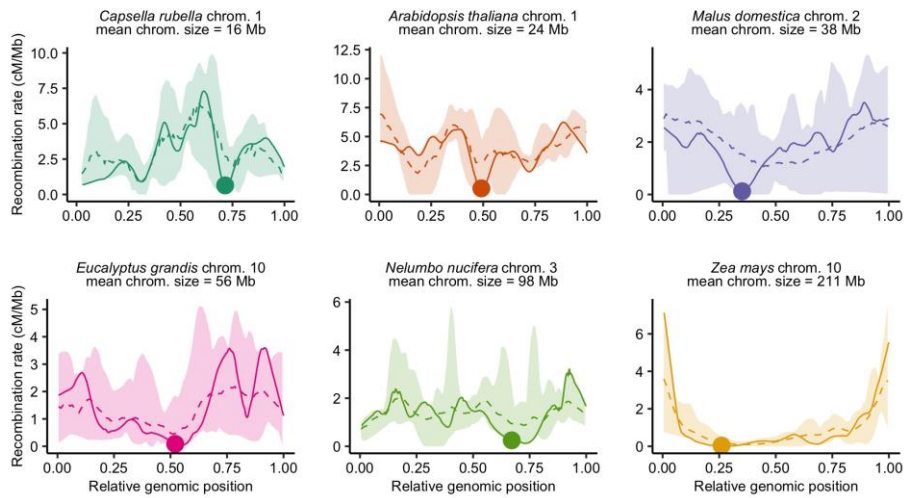 Capsella rubella chrom. 1
mean chrom. size = 16 Mb
Arabidopsis thaliana chrom. 1
mean chrom. size = 24 Mb
Malus domestica chrom. 2
mean chrom. size = 38 Mb
Recombination rate (cM/Mb)
10.0
7.5
5.0
2.5
0.0
0.00 0.25 0.50 0.75 1.00
12.5
10.0
7.5
5.0
2.5
0.0
0.00 0.25 0.50 0.75 1.00
4
2
0
0.00 0.25 0.50 0.75 1.00
Eucalyptus grandis chrom. 10
mean chrom. size = 56 Mb
Nelumbo nucifera chrom. 3
mean chrom. size = 98 Mb
Zea mays chrom. 10
mean chrom. size = 211 Mb
Recombination rate (cM/Mb)
5
4
3
2
1
0
0.00 0.25 0.50 0.75 1.00
Relative genomic position
6
4
2
0
0.00 0.25 0.50 0.75 1.00
Relative genomic position
6
4
2
0
0.00 0.25 0.50 0.75 1.00
Relative genomic position